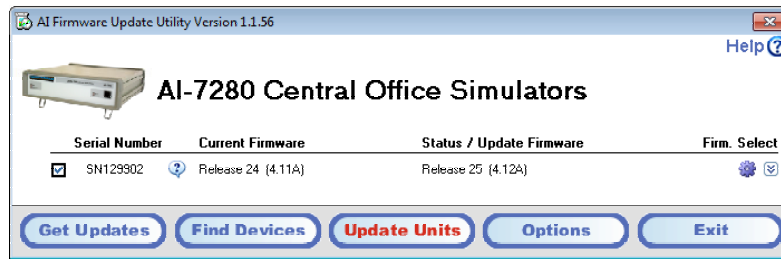 AI Firmware Update Utility Version 1.1.56
Help
AI-7280 Central Office Simulators
Serial Number Current Firmware Status / Update Firmware Firm. Select
SN129902 Release 24 (4.11A) Release 25 (4.12A)
Get Updates Find Devices Update Units Options Exit